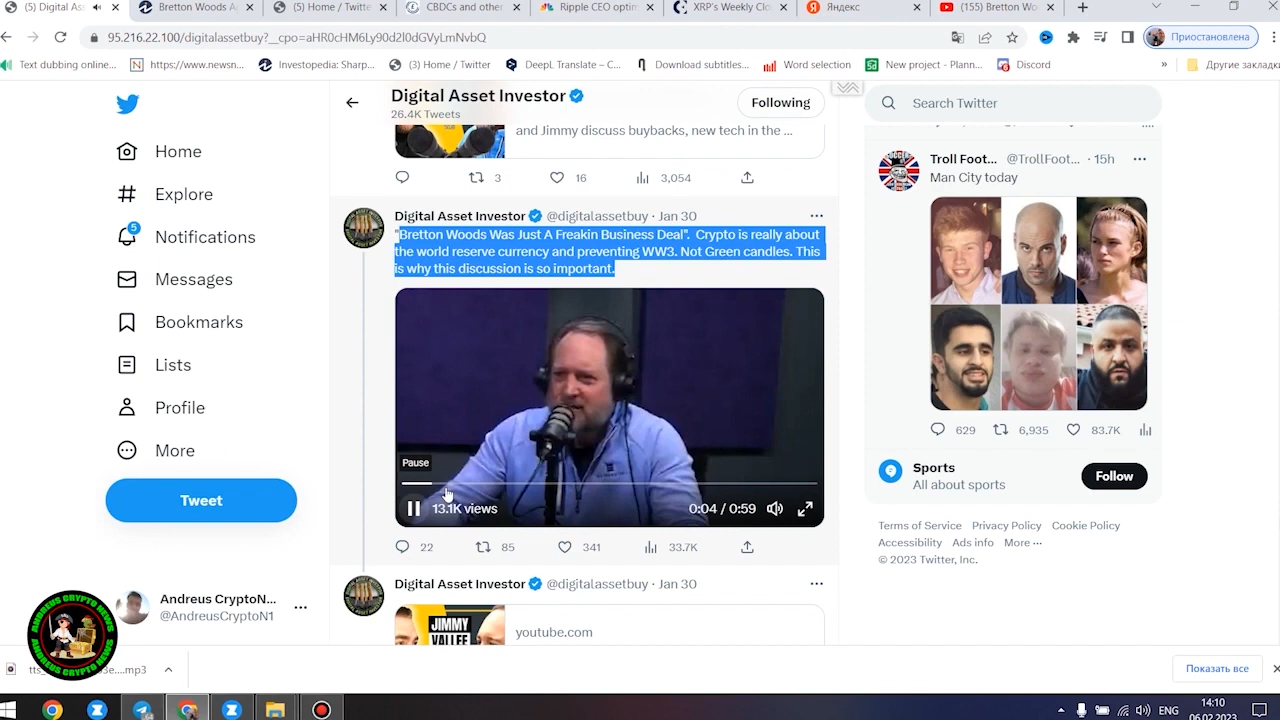 (5) Digital As
Bretton Woods A
(5) Home / Twitte
CBDCs and other
Ripple CEO optim
XRP's Weekly Clo
Яндекс
(155) Bretton Wo
95.216.22.100/digitalassetbuy?__cpo=aHR0cHM6Ly90d2l0dGVyLmNvbQ
Приостановлена
Text dubbing online...
https://www.newsn...
Investopedia: Sharp...
(3) Home / Twitter
DeepL Translate – C...
Download subtitles...
Word selection
New project - Plann...
Discord
»
Другие закладки
Digital Asset Investor
26.4K Tweets
Following
Search Twitter
Home
Explore
5
Notifications
Messages
Bookmarks
Lists
Profile
More
Tweet
Andreus CryptoN...
@AndreusCryptoN1
ANDREUS CRYPTO NEWS
ANDREUS CRYPTO NEWS
and Jimmy discuss buybacks, new tech in the ...
3
16
3,054
Digital Asset Investor @digitalassetbuy · Jan 30
"Bretton Woods Was Just A Freakin Business Deal". Crypto is really about
the world reserve currency and preventing WW3. Not Green candles. This
is why this discussion is so important.
Pause
13.1K views
0:04 / 0:59
22
85
341
33.7K
Digital Asset Investor @digitalassetbuy · Jan 30
JIMMY
VALLEE
youtube.com
Troll Foot... @TrollFoot... · 15h
Man City today
629
6,935
83.7K
Sports
All about sports
Follow
Terms of Service Privacy Policy Cookie Policy
Accessibility Ads info More ···
© 2023 Twitter, Inc.
Показать все
ENG
14:10
06.02.2023